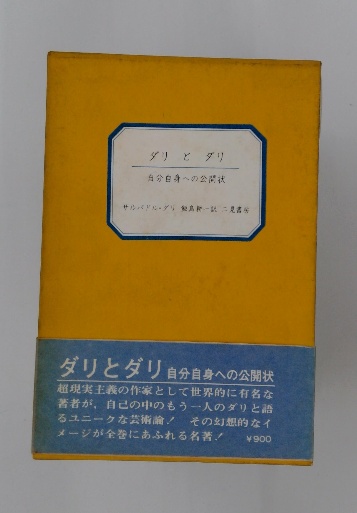 ダリ と ダリ
自分自身への公開状
サルバドル・ダリ 飯島耕一訳 二見書房
ダリとダリ 自分自身への公開状
超現実主義の作家として世界的に有名な
著者が、自己の中のもう一人のダリと語
るユニークな芸術論! その幻想的なイ
メージが全巻にあふれる名著!
¥900